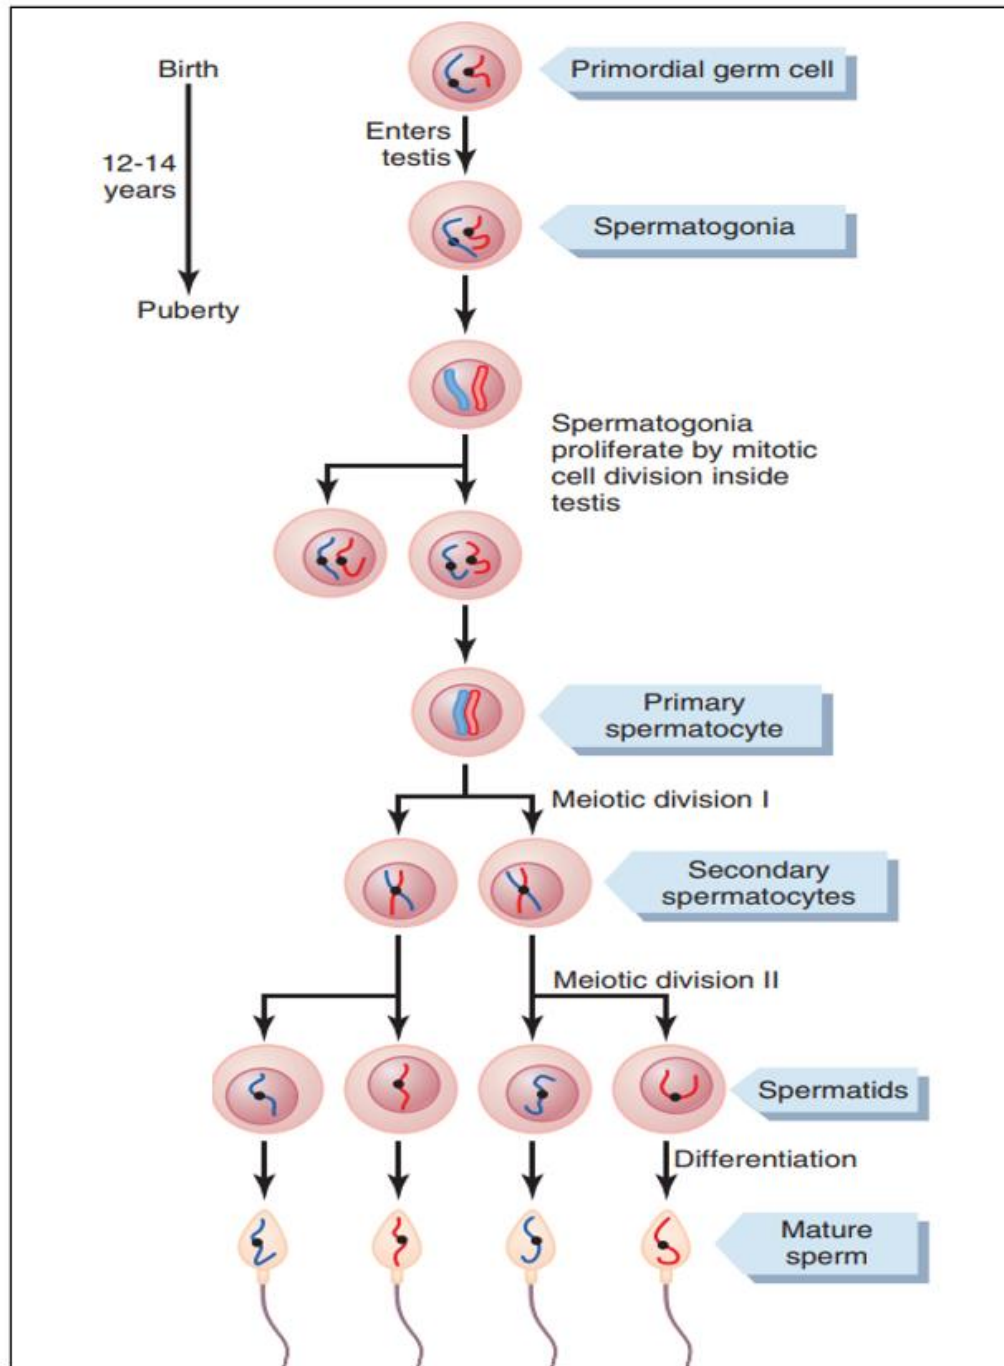 Birth
12-14
years
Puberty
Primordial germ cell
Enters
testis
Spermatogonia
Spermatogonia
proliferate by mitotic
cell division inside
testis
Primary
spermatocyte
Meiotic division I
Secondary
spermatocytes
Meiotic division II
Spermatids
Differentiation
Mature
sperm